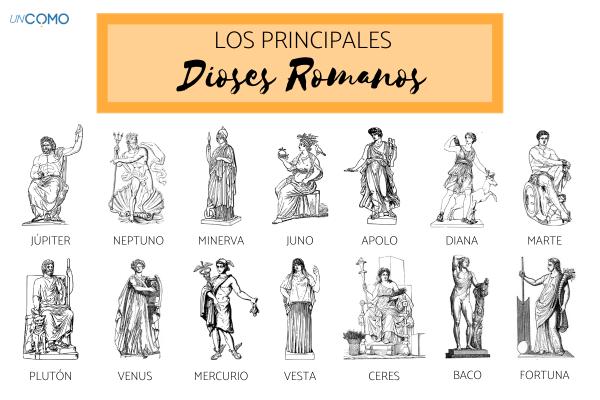 UNCOMO
LOS PRINCIPALES
Dioses Romanos
JÚPITER NEPTUNO MINERVA JUNO APOLO DIANA MARTE
PLUTÓN VENUS MERCURIO VESTA CERES BACO FORTUNA